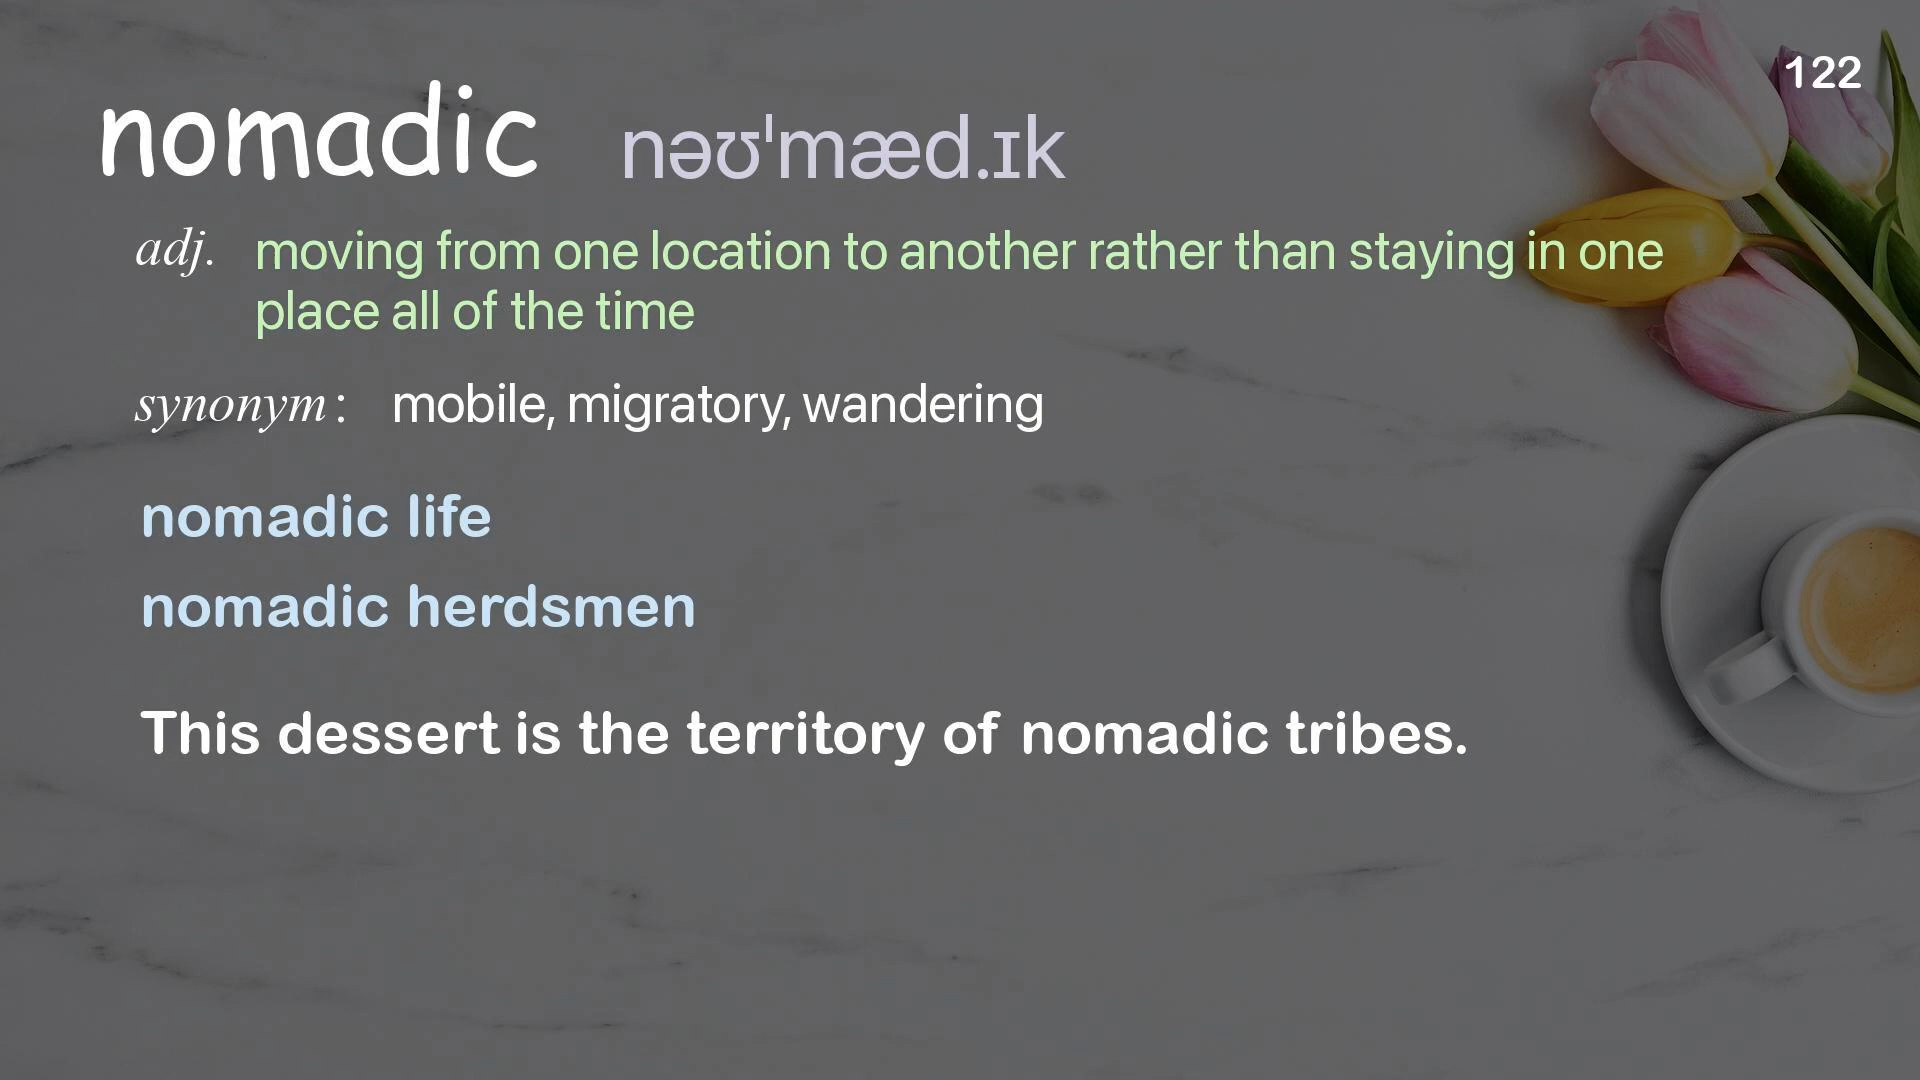 122
nomadic nəʊˈmæd.ɪk
adj. moving from one location to another rather than staying in one
place all of the time
synonym: mobile, migratory, wandering
nomadic life
nomadic herdsmen
This dessert is the territory of nomadic tribes.